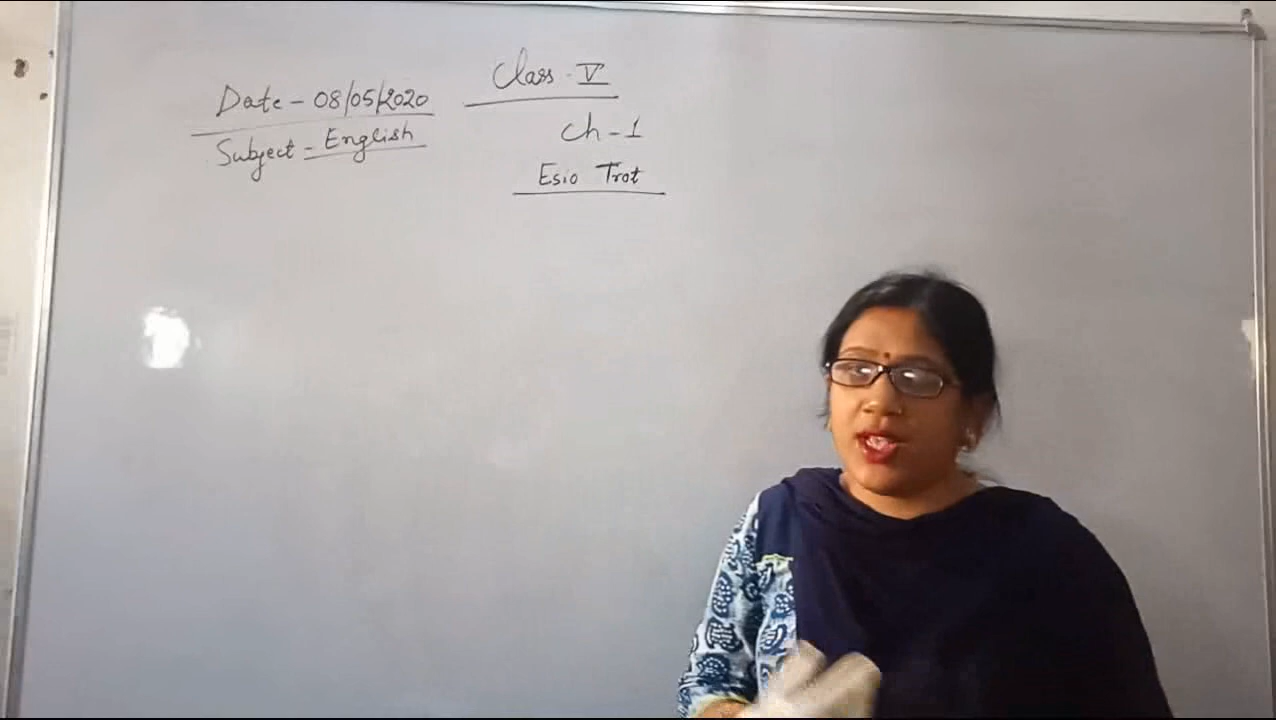 Class - V
Date - 08/05/2020
Subject - English
Ch - 1
Esio Trot